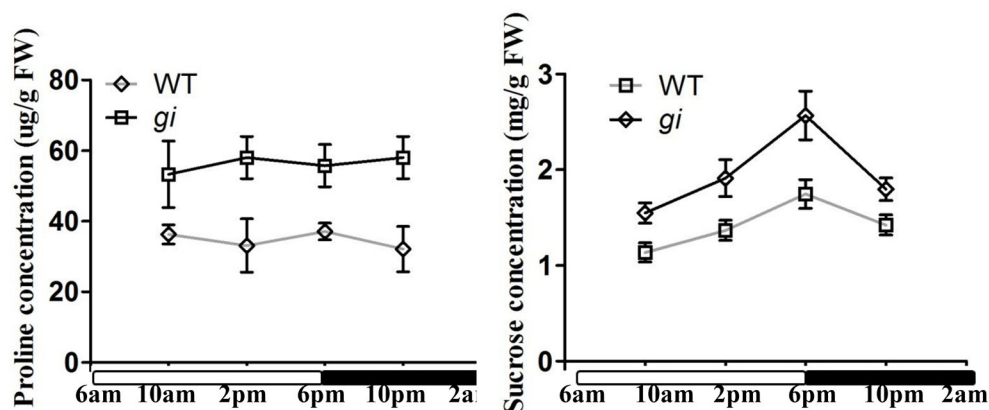 Proline concentration (ug/g FW)
80
60
40
20
0
WT
gi
6am 10am 2pm 6pm 10pm 2a
Sucrose concentration (mg/g FW)
3
2
1
0
WT
gi
6am 10am 2pm 6pm 10pm 2am